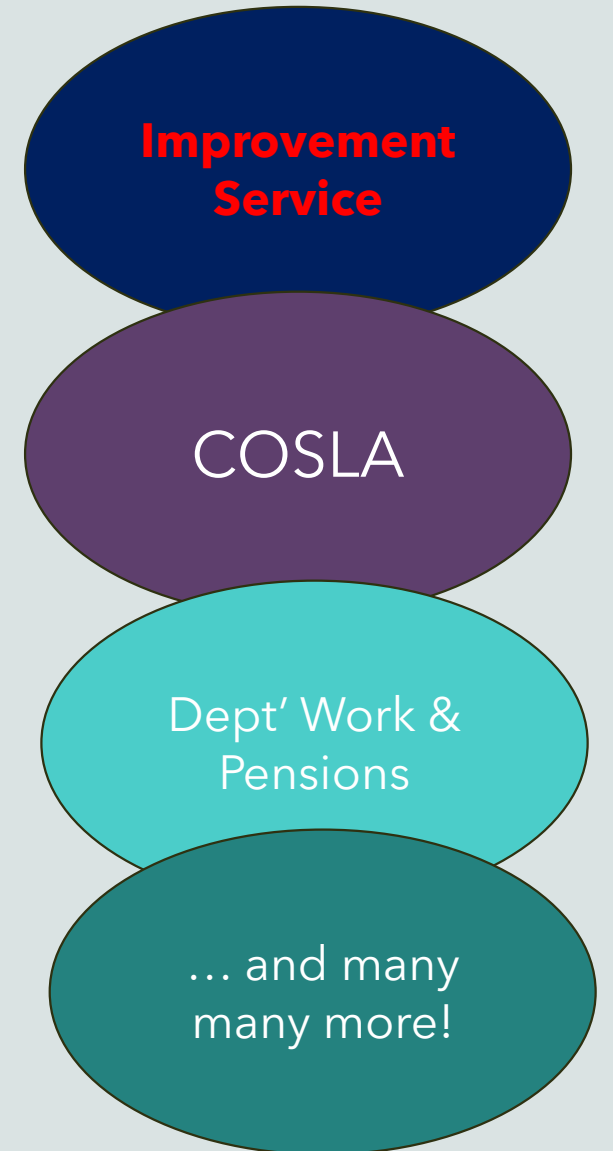 Improvement
Service
COSLA
Dept’ Work &
Pensions
… and many
many more!